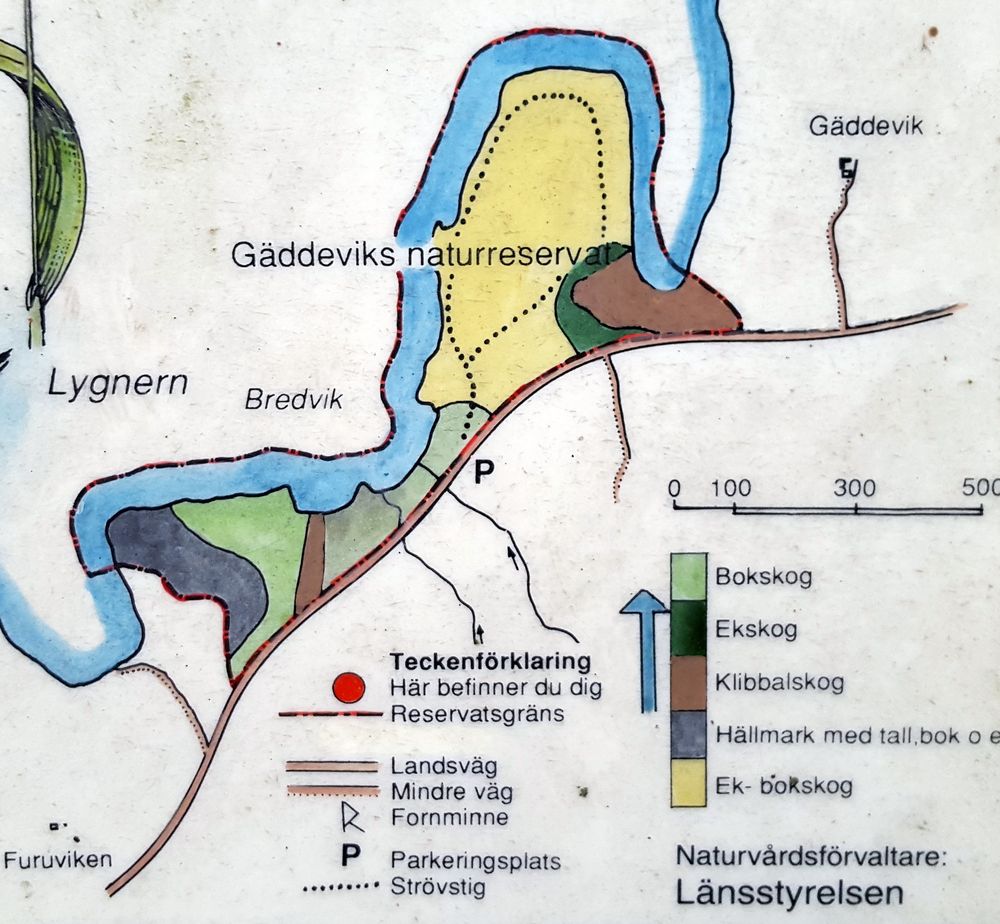 Gäddevik
Gäddeviks naturreservat
Lygnern
Bredvik
P
0 100 300 500
Bokskog
Ekskog
Klibbalskog
Hällmark med tall,bok o e
Ek- bokskog
Teckenförklaring
Här befinner du dig
Reservatsgräns
Landsväg
Mindre väg
Fornminne
P Parkeringsplats
Strövstig
Furuviken
Naturvårdsförvaltare:
Länsstyrelsen